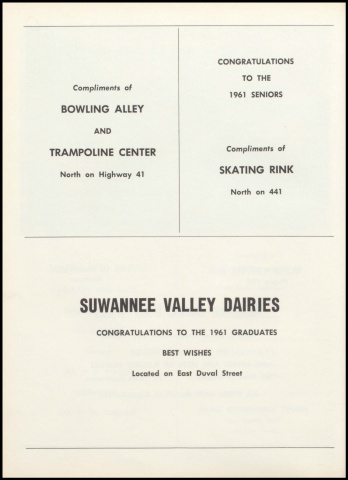 Compliments of
BOWLING ALLEY
AND
TRAMPOLINE CENTER
North on Highway 41
CONGRATULATIONS
TO THE
1961 SENIORS
Compliments of
SKATING RINK
North on 441
SUWANNEE VALLEY DAIRIES
CONGRATULATIONS TO THE 1961 GRADUATES
BEST WISHES
Located on East Duval Street